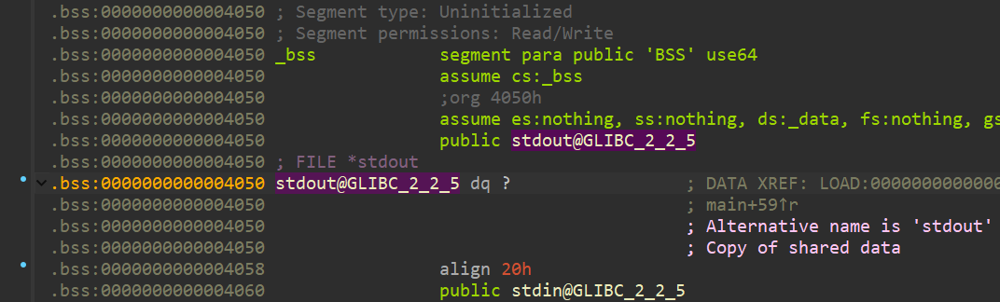 .bss:0000000000004050 ; Segment type: Uninitialized
.bss:0000000000004050 ; Segment permissions: Read/Write
.bss:0000000000004050 _bss segment para public 'BSS' use64
.bss:0000000000004050 assume cs:_bss
.bss:0000000000004050 ;org 4050h
.bss:0000000000004050 assume es:nothing, ss:nothing, ds:_data, fs:nothing, gs
.bss:0000000000004050 public stdout@GLIBC_2_2_5
.bss:0000000000004050 ; FILE *stdout
.bss:0000000000004050 stdout@GLIBC_2_2_5 dq ? ; DATA XREF: LOAD:0000000000000
.bss:0000000000004050 ; main+59↑r
.bss:0000000000004050 ; Alternative name is 'stdout'
.bss:0000000000004050 ; Copy of shared data
.bss:0000000000004058 align 20h
.bss:0000000000004060 public stdin@GLIBC_2_2_5